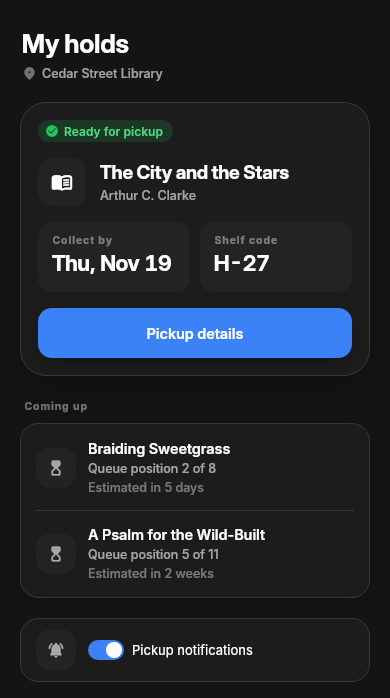 My holds
Cedar Street Library
Ready for pickup
The City and the Stars
Arthur C. Clarke
Collect by
Thu, Nov 19
Shelf code
H-27
Pickup details
Coming up
Braiding Sweetgrass
Queue position 2 of 8
Estimated in 5 days
A Psalm for the Wild-Built
Queue position 5 of 11
Estimated in 2 weeks
Pickup notifications